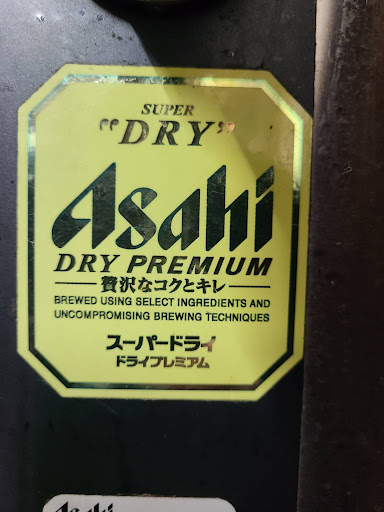 SUPER
"DRY"
Asahi
DRY PREMIUM
贅沢なコクとキレ
BREWED USING SELECT INGREDIENTS AND
UNCOMPROMISING BREWING TECHNIQUES
スーパードライ
ドライプレミアム
Asahi